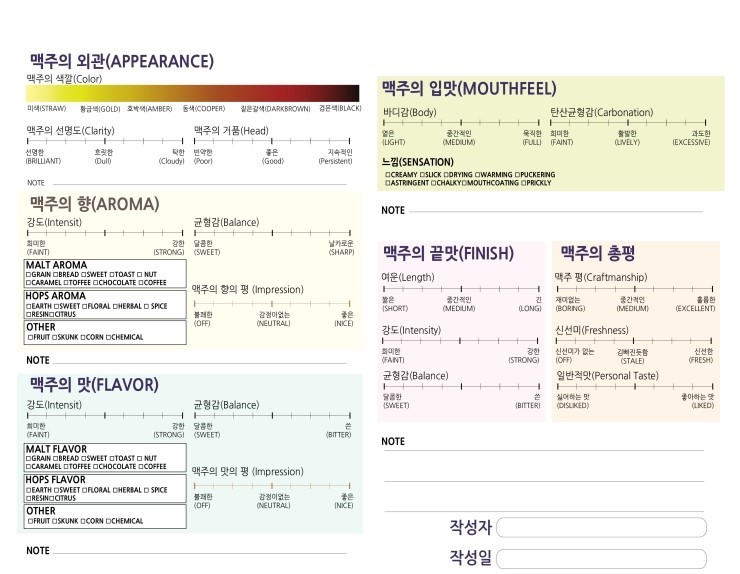 맥주의 외관(APPEARANCE)
맥주의 색깔(Color)
미색(STRAW) 황금색(GOLD) 호박색(AMBER) 동색(COOPER) 짙은갈색(DARKBROWN) 검은색(BLACK)
맥주의 선명도(Clarity) 맥주의 거품(Head)
선명한 흐릿한 탁한 빈약한 좋은 지속적인
(BRILLIANT) (Dull) (Cloudy) (Poor) (Good) (Persistent)
NOTE
맥주의 향(AROMA)
강도(Intensit) 균형감(Balance)
희미한 강한 달콤한 날카로운
(FAINT) (STRONG) (SWEET) (SHARP)
MALT AROMA
□GRAIN □BREAD □SWEET □TOAST □ NUT
□CARAMEL □TOFFEE □CHOCOLATE □COFFEE
HOPS AROMA
□EARTH □SWEET □FLORAL □HERBAL □ SPICE
□RESIN□CITRUS
OTHER
□FRUIT □SKUNK □CORN □CHEMICAL
맥주의 향의 평 (Impression)
불쾌한 감정이없는 좋은
(OFF) (NEUTRAL) (NICE)
NOTE
맥주의 맛(FLAVOR)
강도(Intensit) 균형감(Balance)
희미한 강한 달콤한 쓴
(FAINT) (STRONG) (SWEET) (BITTER)
MALT FLAVOR
□GRAIN □BREAD □SWEET □TOAST □ NUT
□CARAMEL □TOFFEE □CHOCOLATE □COFFEE
HOPS FLAVOR
□EARTH □SWEET □FLORAL □HERBAL □ SPICE
□RESIN□CITRUS
OTHER
□FRUIT □SKUNK □CORN □CHEMICAL
맥주의 맛의 평 (Impression)
불쾌한 감정이없는 좋은
(OFF) (NEUTRAL) (NICE)
NOTE
맥주의 입맛(MOUTHFEEL)
바디감(Body) 탄산균형감(Carbonation)
옅은 중간적인 묵직한 희미한 활발한 과도한
(LIGHT) (MEDIUM) (FULL) (FAINT) (LIVELY) (EXCESSIVE)
느낌(SENSATION)
□CREAMY □SLICK □DRYING □WARMING □PUCKERING
□ASTRINGENT □CHALKY□MOUTHCOATING □PRICKLY
NOTE
맥주의 끝맛(FINISH)
여운(Length)
짧은 중간적인 긴
(SHORT) (MEDIUM) (LONG)
강도(Intensity)
희미한 강한
(FAINT) (STRONG)
균형감(Balance)
달콤한 쓴
(SWEET) (BITTER)
맥주의 총평
맥주 평(Craftmanship)
재미없는 중간적인 훌륭한
(BORING) (MEDIUM) (EXCELLENT)
신선미(Freshness)
신선미가 없는 김빠진듯함 신선한
(OFF) (STALE) (FRESH)
일반적맛(Personal Taste)
싫어하는 맛 좋아하는 맛
(DISLIKED) (LIKED)
NOTE
작성자
작성일